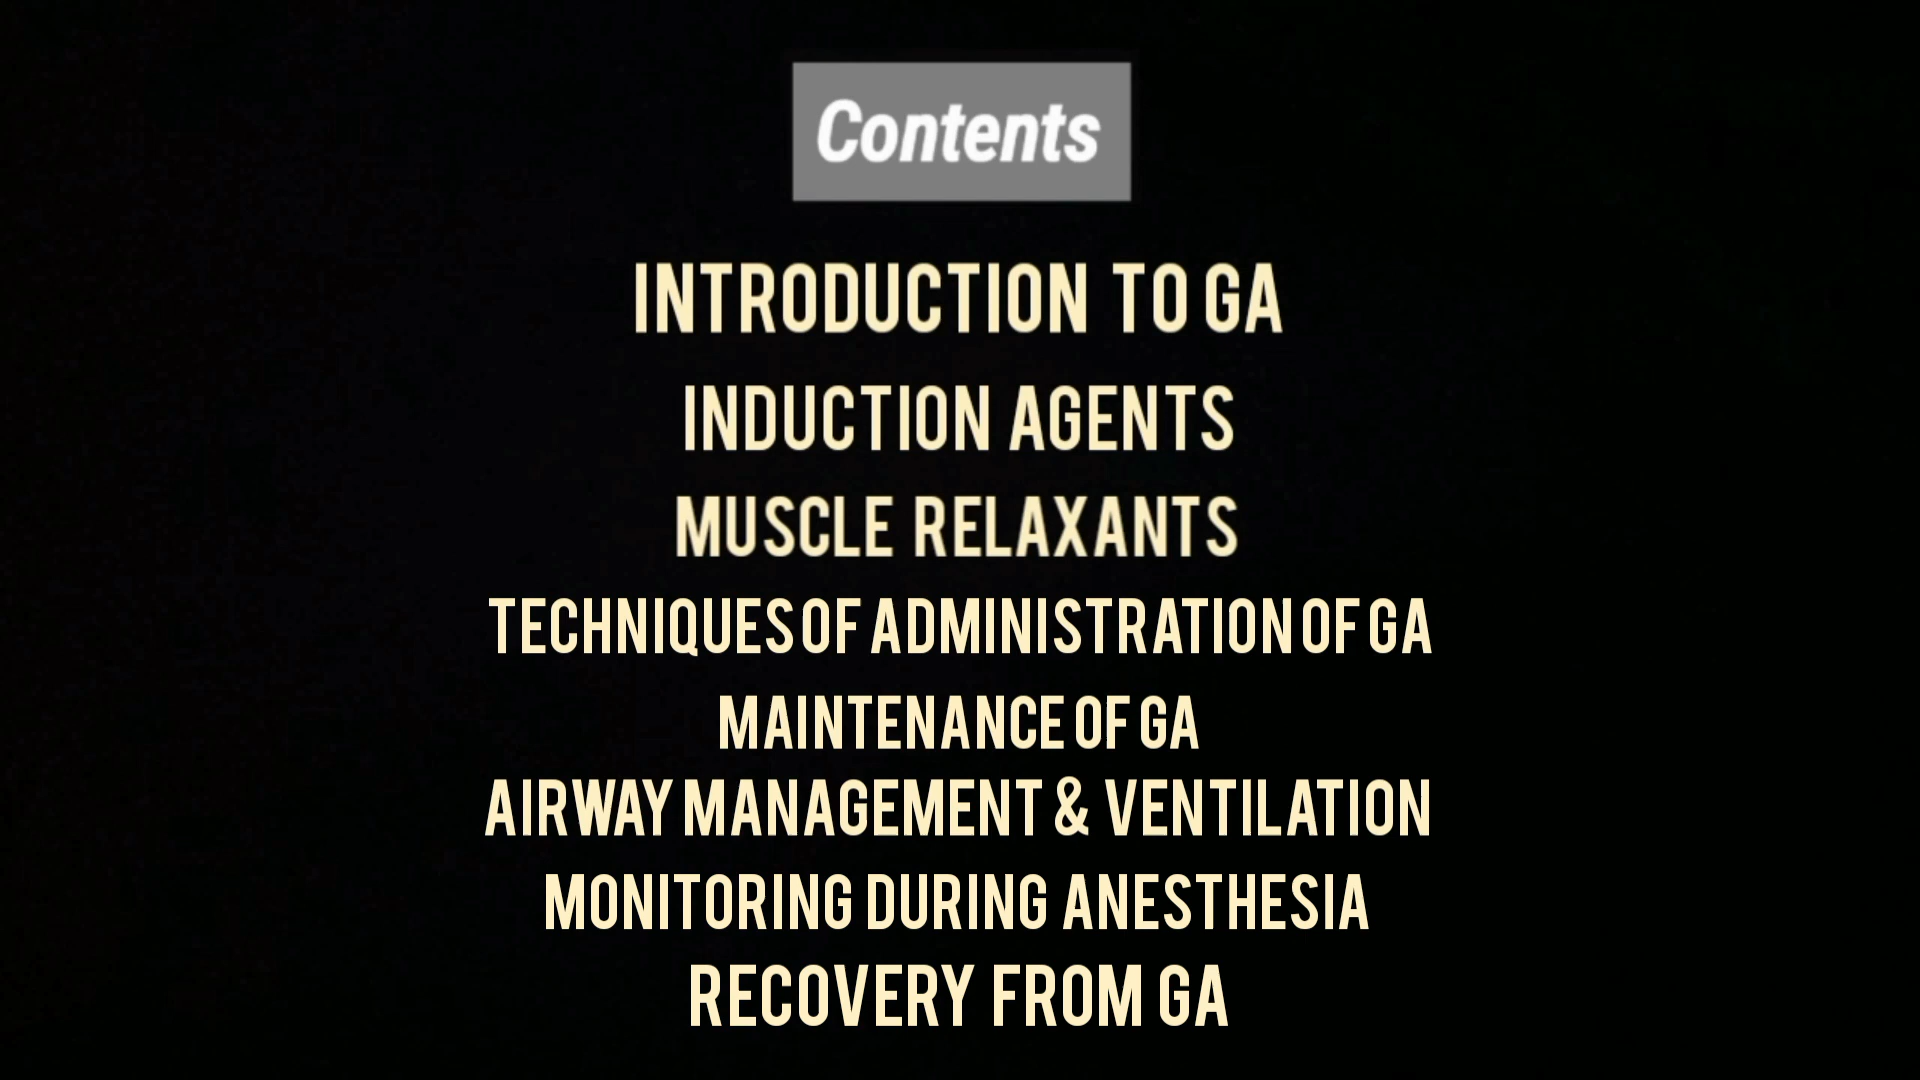 Contents
INTRODUCTION TO GA
INDUCTION AGENTS
MUSCLE RELAXANTS
TECHNIQUES OF ADMINISTRATION OF GA
MAINTENANCE OF GA
AIRWAY MANAGEMENT & VENTILATION
MONITORING DURING ANESTHESIA
RECOVERY FROM GA